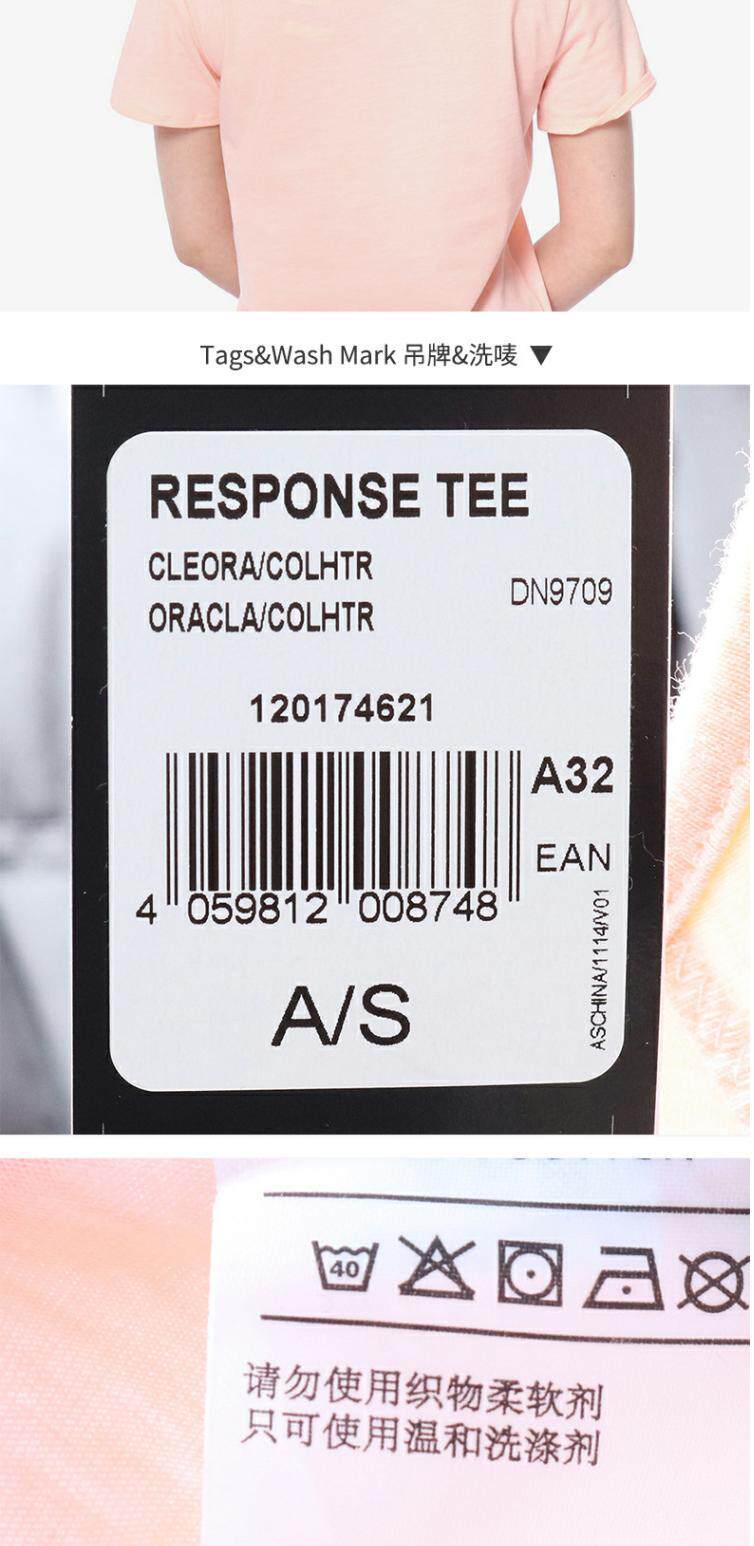 Tags&Wash Mark 吊牌&洗唛 ▼
RESPONSE TEE
CLEORA/COLHTR
ORACLA/COLHTR
DN9709
120174621
A32
EAN
4 059812 008748
ASCHINA/1114/V01
A/S
40
请勿使用织物柔软剂
只可使用温和洗涤剂